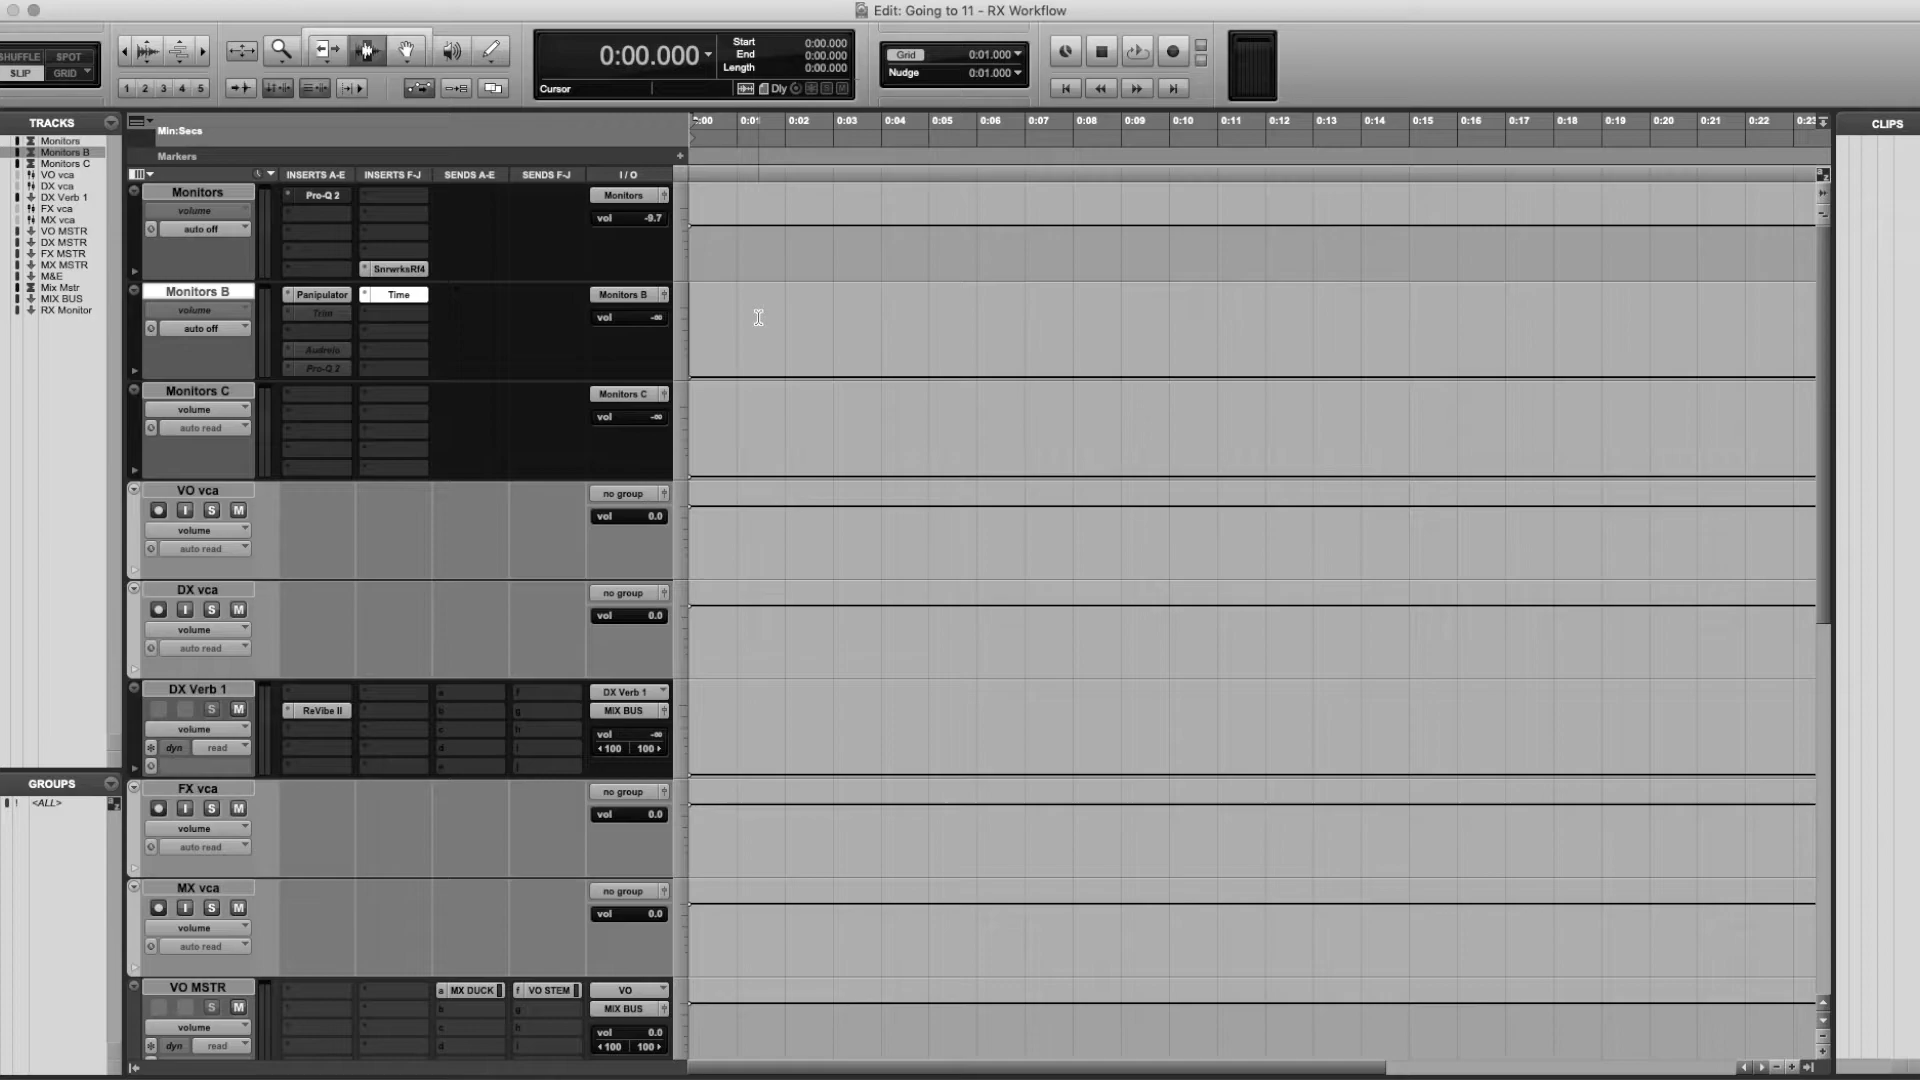 Edit: Going to 11 - RX Workflow
SHUFFLE SPOT
SLIP GRID
1 2 3 4 5
0:00.000
Start 0:00.000
End 0:00.000
Length 0:00.000
Cursor
Dly
S M
Grid 0:01.000
Nudge 0:01.000
TRACKS
Monitors
Monitors B
Monitors C
VO vca
DX vca
DX Verb 1
FX vca
MX vca
VO MSTR
DX MSTR
FX MSTR
MX MSTR
M&E
Mix Mstr
MIX BUS
RX Monitor
GROUPS
! <ALL>
CLIPS
Min:Secs
0:02 0:03 0:04 0:05 0:06 0:07 0:08 0:09 0:10 0:11 0:12 0:13 0:14 0:15 0:16 0:17 0:18 0:19 0:20 0:21 0:22 0:23
Markers
INSERTS A-E INSERTS F-J SENDS A-E SENDS F-J I / O
Monitors Pro-Q 2 Monitors
volume
vol -9.7
auto off
SnrwrksRf4
Monitors B Panipulator Time Monitors B
volume Trim
vol -∞
auto off
Audreio
Pro-Q 2
Monitors C Monitors C
volume
vol -∞
auto read
VO vca no group
I S M
vol 0.0
volume
auto read
DX vca no group
I S M
vol 0.0
volume
auto read
DX Verb 1 a f DX Verb 1
S M ReVibe II b g MIX BUS
volume c h
vol -∞
dyn read d i 100 100
e j
FX vca no group
I S M
vol 0.0
volume
auto read
MX vca no group
I S M
vol 0.0
volume
auto read
VO MSTR a MX DUCK f VO STEM VO
S M b g MIX BUS
volume c h
vol 0.0
dyn read d i 100 100